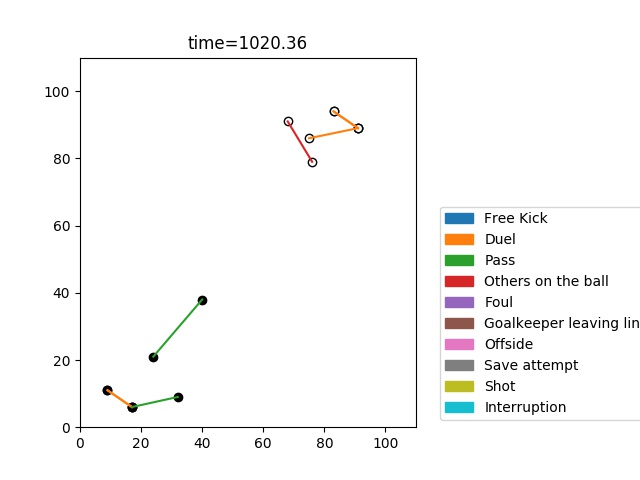 time=1020.36
100
80
60
40
20
0
0 20 40 60 80 100
Free Kick
Duel
Pass
Others on the ball
Foul
Goalkeeper leaving lin
Offside
Save attempt
Shot
Interruption